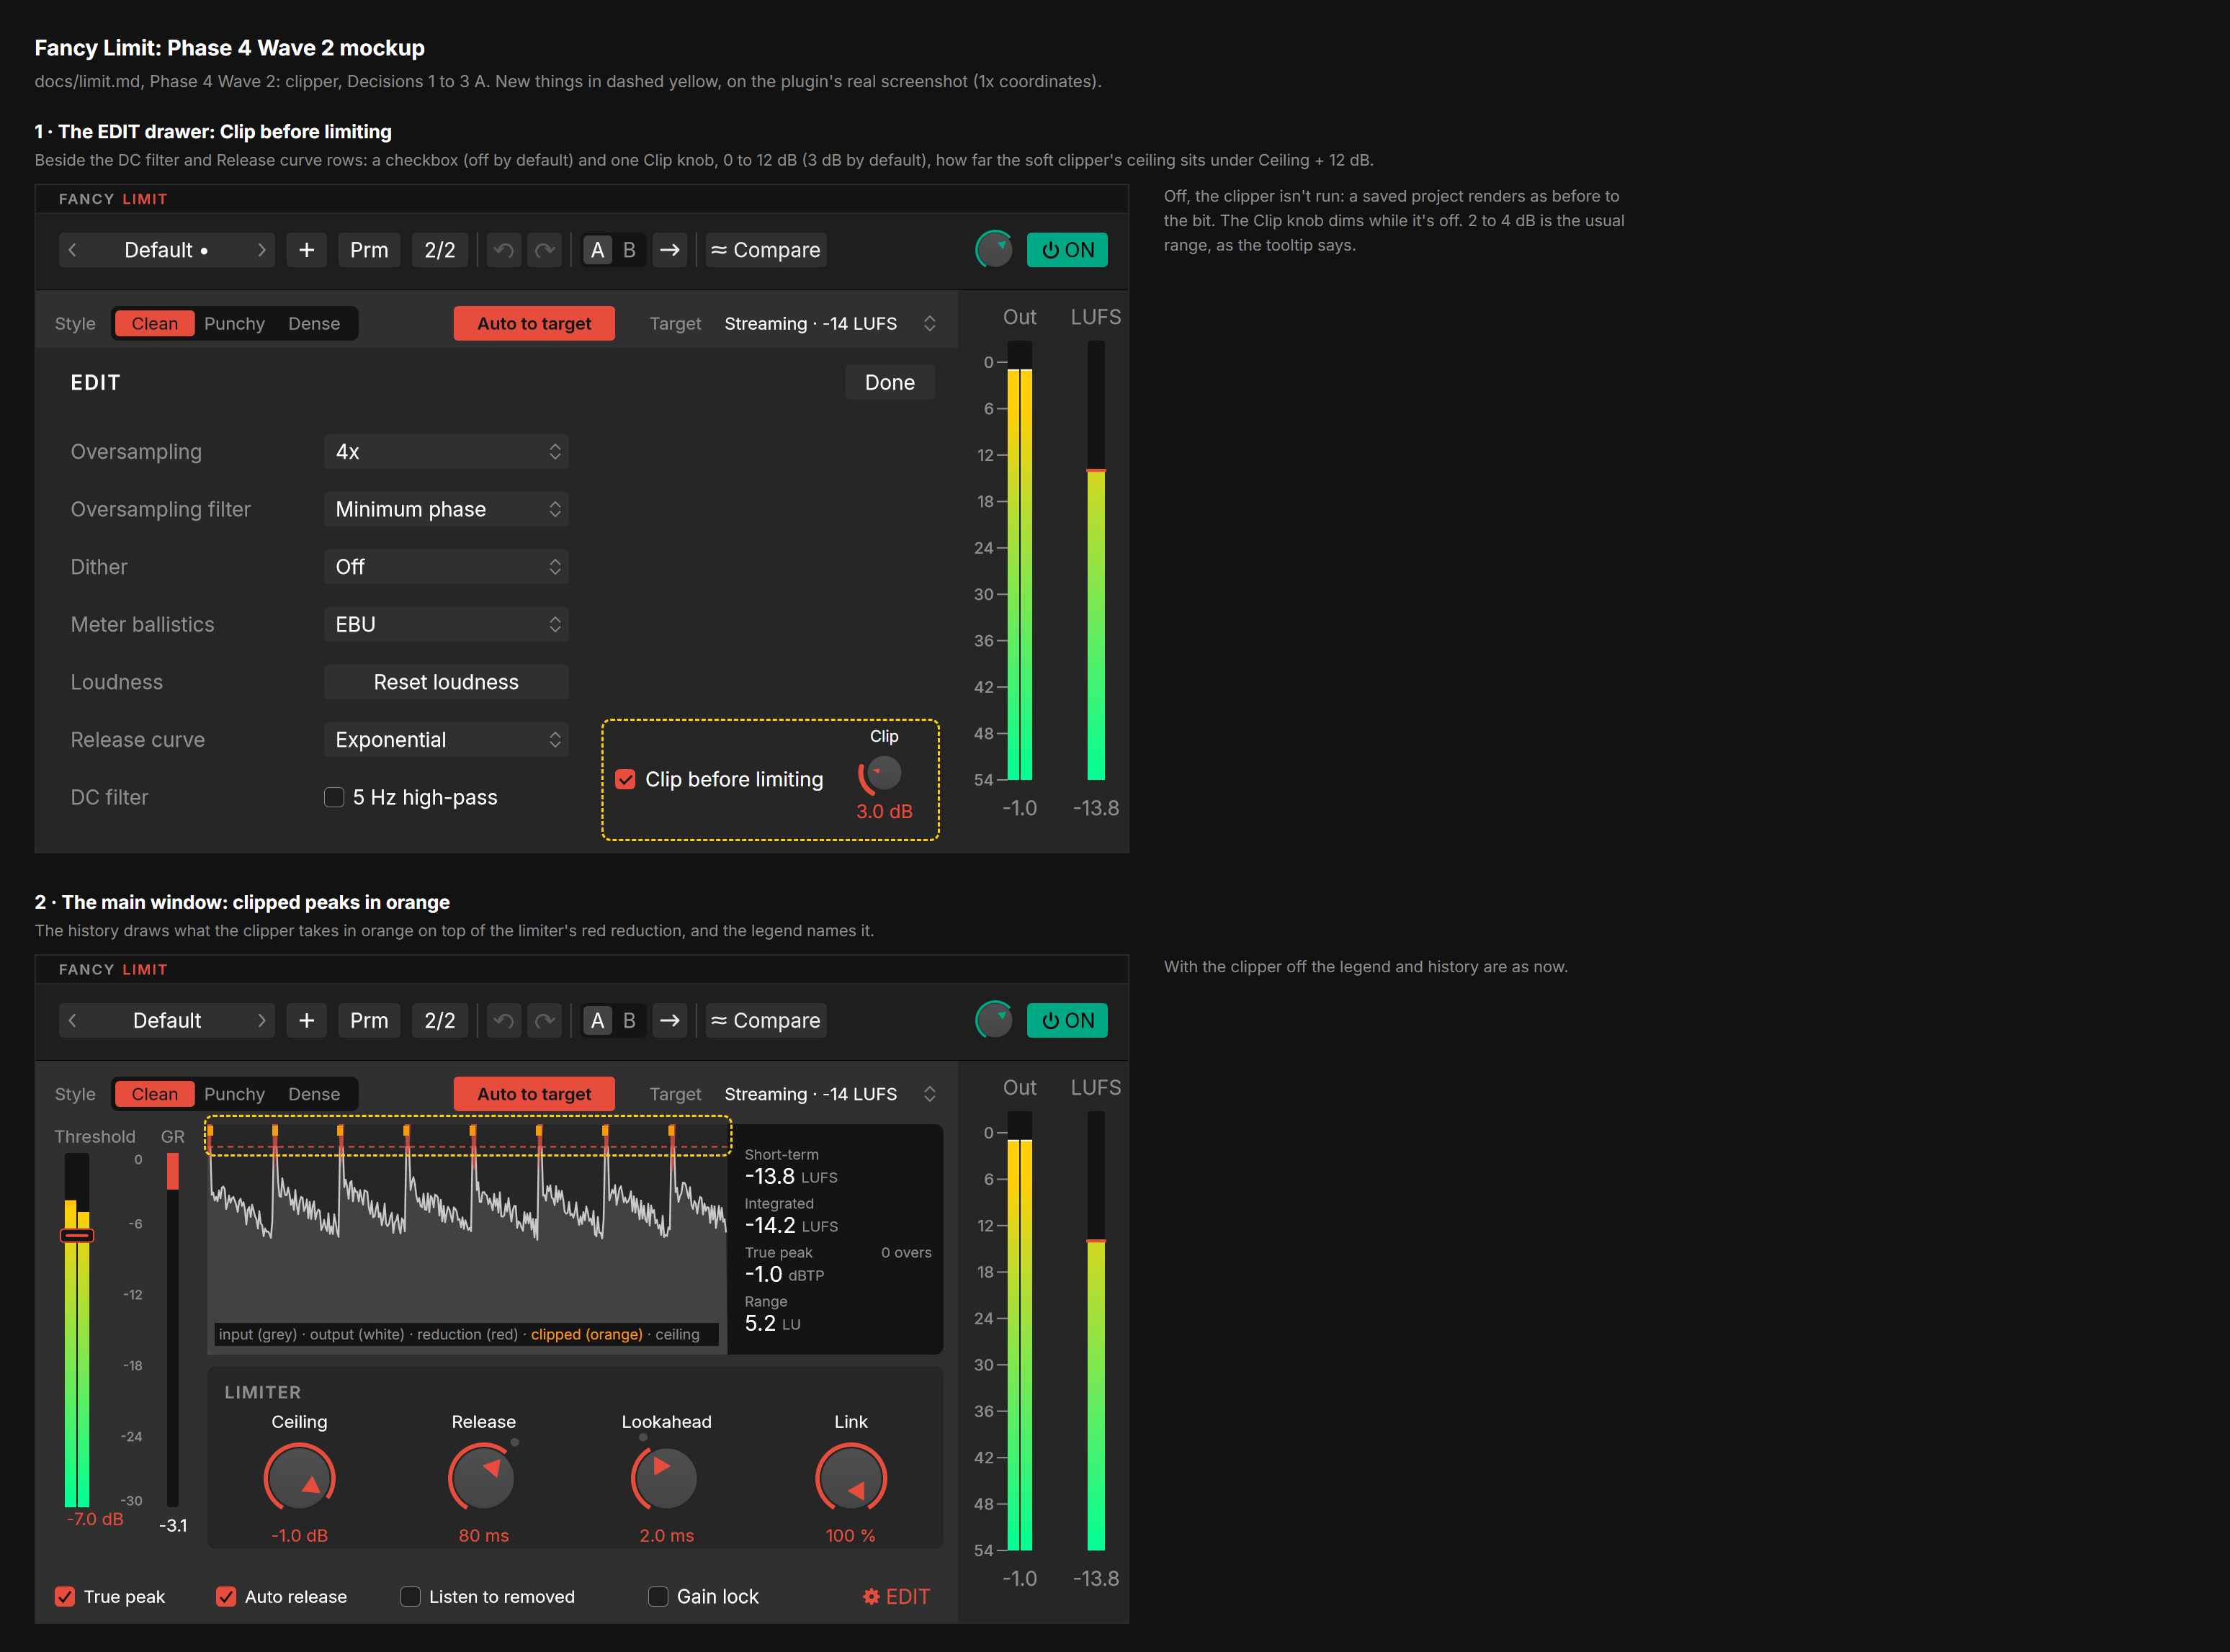 Fancy Limit: Phase 4 Wave 2 mockup
docs/limit.md, Phase 4 Wave 2: clipper, Decisions 1 to 3 A. New things in dashed yellow, on the plugin's real screenshot (1x coordinates).
1 · The EDIT drawer: Clip before limiting
Beside the DC filter and Release curve rows: a checkbox (off by default) and one Clip knob, 0 to 12 dB (3 dB by default), how far the soft clipper's ceiling sits under Ceiling + 12 dB.
FANCY LIMIT
Default •
+
Prm
2/2
A B
→
≈ Compare
ON
Off, the clipper isn't run: a saved project renders as before to
the bit. The Clip knob dims while it's off. 2 to 4 dB is the usual
range, as the tooltip says.
Style Clean Punchy Dense
Auto to target
Target Streaming · -14 LUFS
EDIT
Done
Oversampling 4x
Oversampling filter Minimum phase
Dither Off
Meter ballistics EBU
Loudness Reset loudness
Release curve Exponential
DC filter 5 Hz high-pass
Clip before limiting
Clip
3.0 dB
Out LUFS
0
6
12
18
24
30
36
42
48
54
-1.0 -13.8
2 · The main window: clipped peaks in orange
The history draws what the clipper takes in orange on top of the limiter's red reduction, and the legend names it.
FANCY LIMIT
Default
+
Prm
2/2
A B
→
≈ Compare
ON
With the clipper off the legend and history are as now.
Style Clean Punchy Dense
Auto to target
Target Streaming · -14 LUFS
Threshold GR
0
-6
-12
-18
-24
-30
-7.0 dB
-3.1
input (grey) · output (white) · reduction (red) · clipped (orange) · ceiling
Short-term
-13.8 LUFS
Integrated
-14.2 LUFS
True peak 0 overs
-1.0 dBTP
Range
5.2 LU
LIMITER
Ceiling Release Lookahead Link
-1.0 dB 80 ms 2.0 ms 100 %
True peak Auto release Listen to removed Gain lock EDIT
Out LUFS
0
6
12
18
24
30
36
42
48
54
-1.0 -13.8